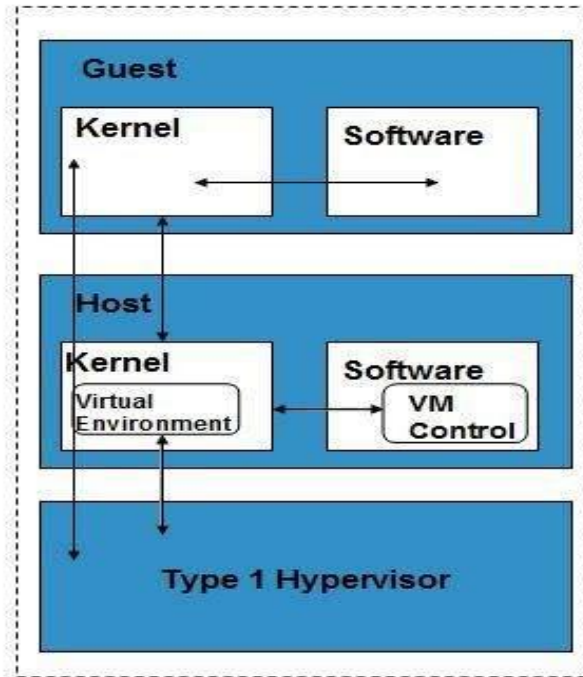 Guest
Kernel
Software
Host
Kernel
Virtual
Environment
Software
VM
Control
Type 1 Hypervisor